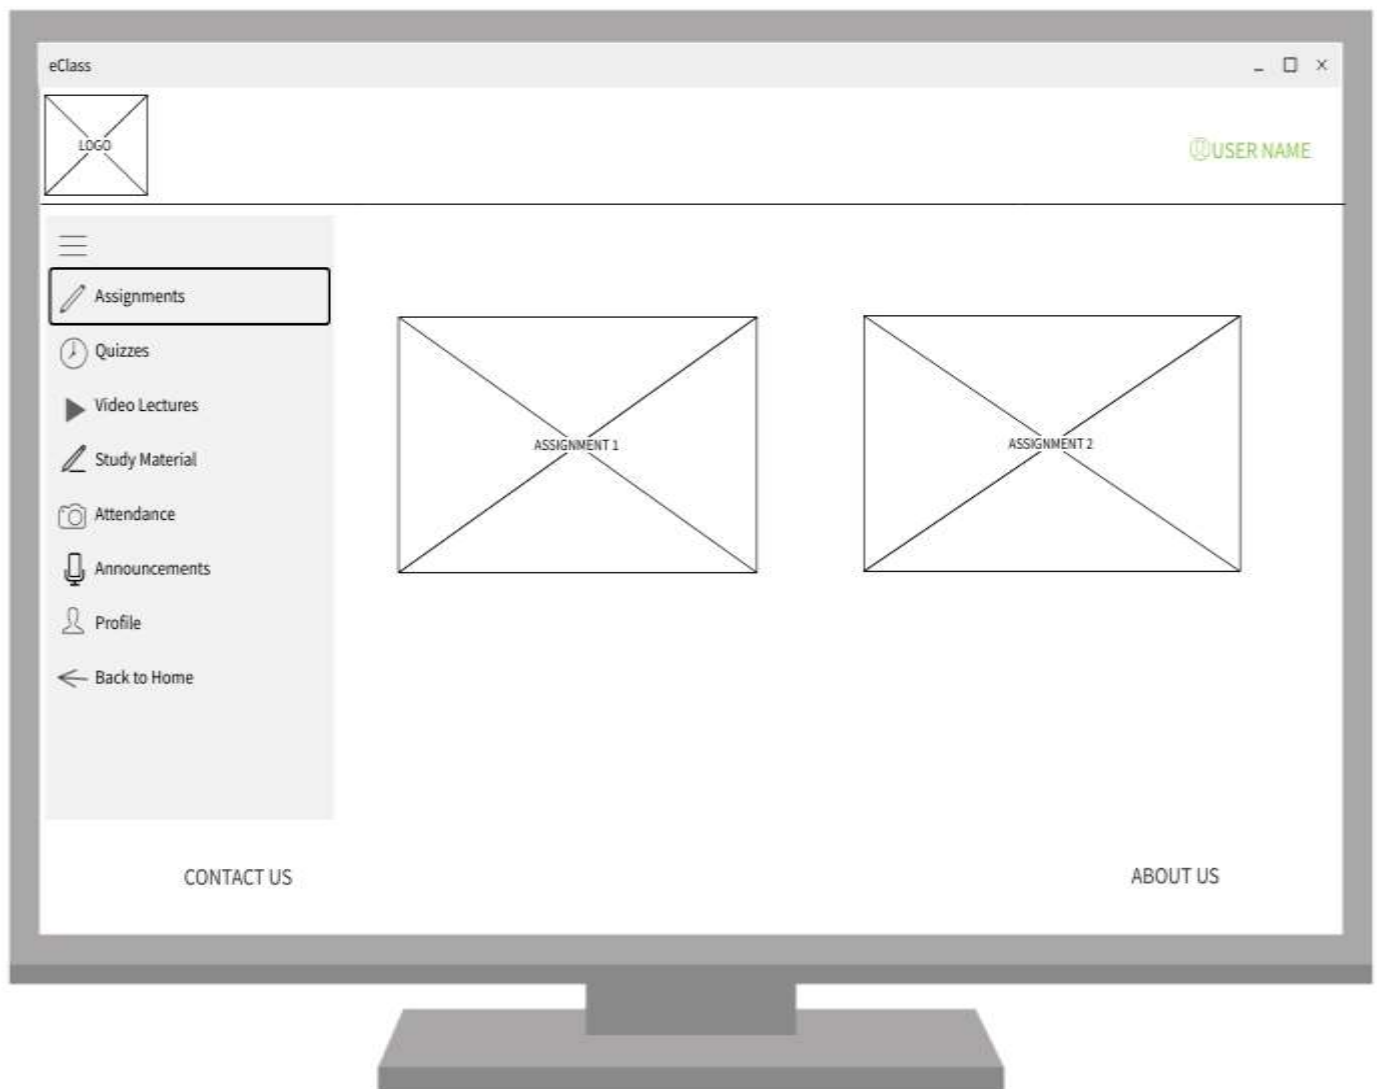 eClass
LOGO
USER NAME
Assignments
Quizzes
Video Lectures
Study Material
Attendance
Announcements
Profile
Back to Home
ASSIGNMENT 1
ASSIGNMENT 2
CONTACT US
ABOUT US